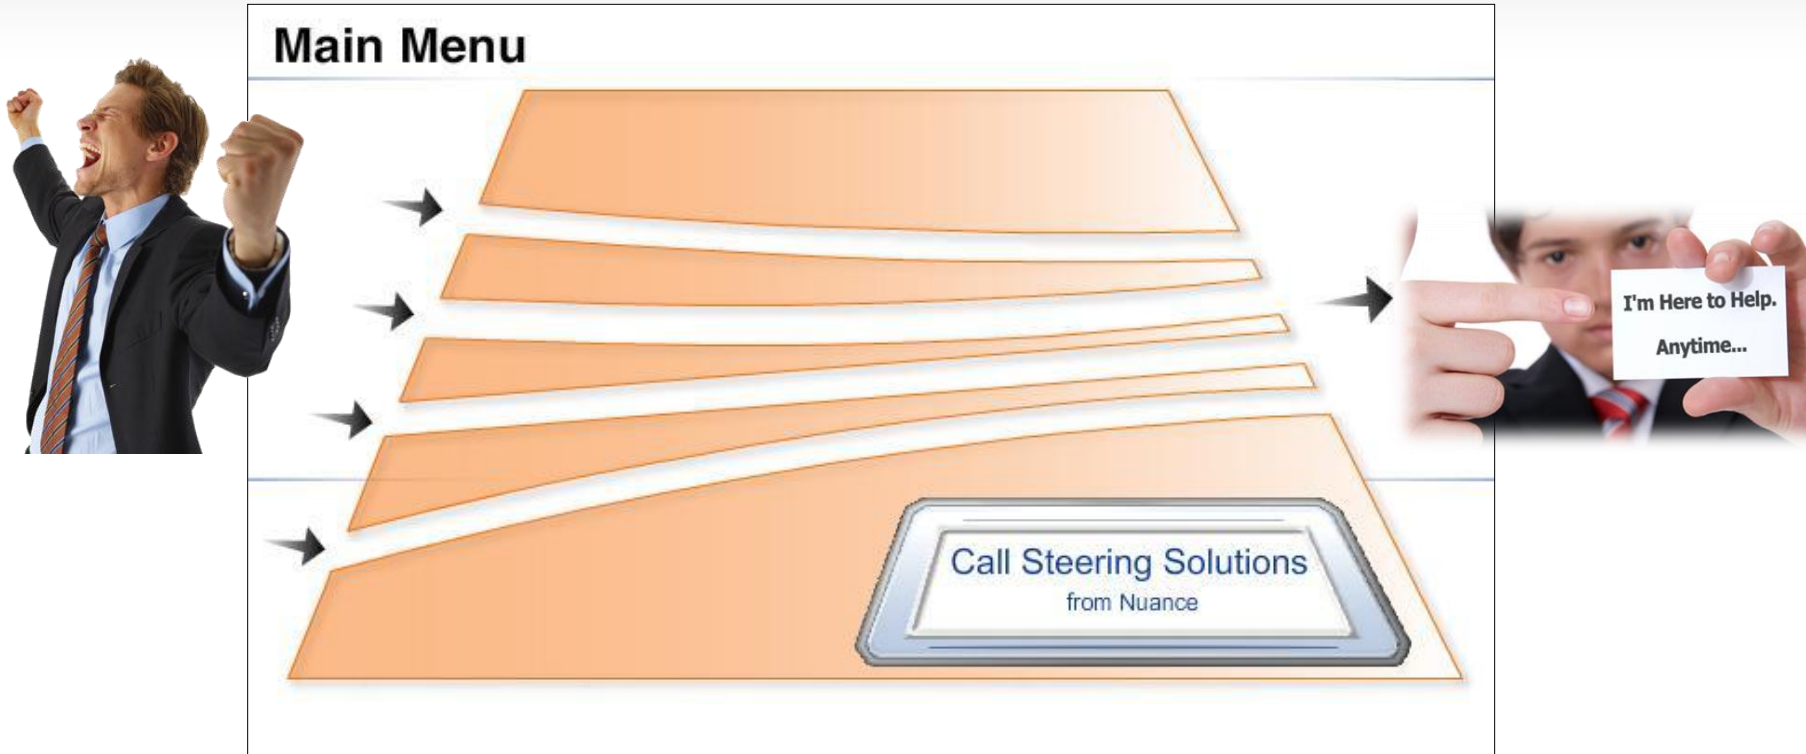 Main Menu
I'm Here to Help.
Anytime...
Call Steering Solutions
from Nuance